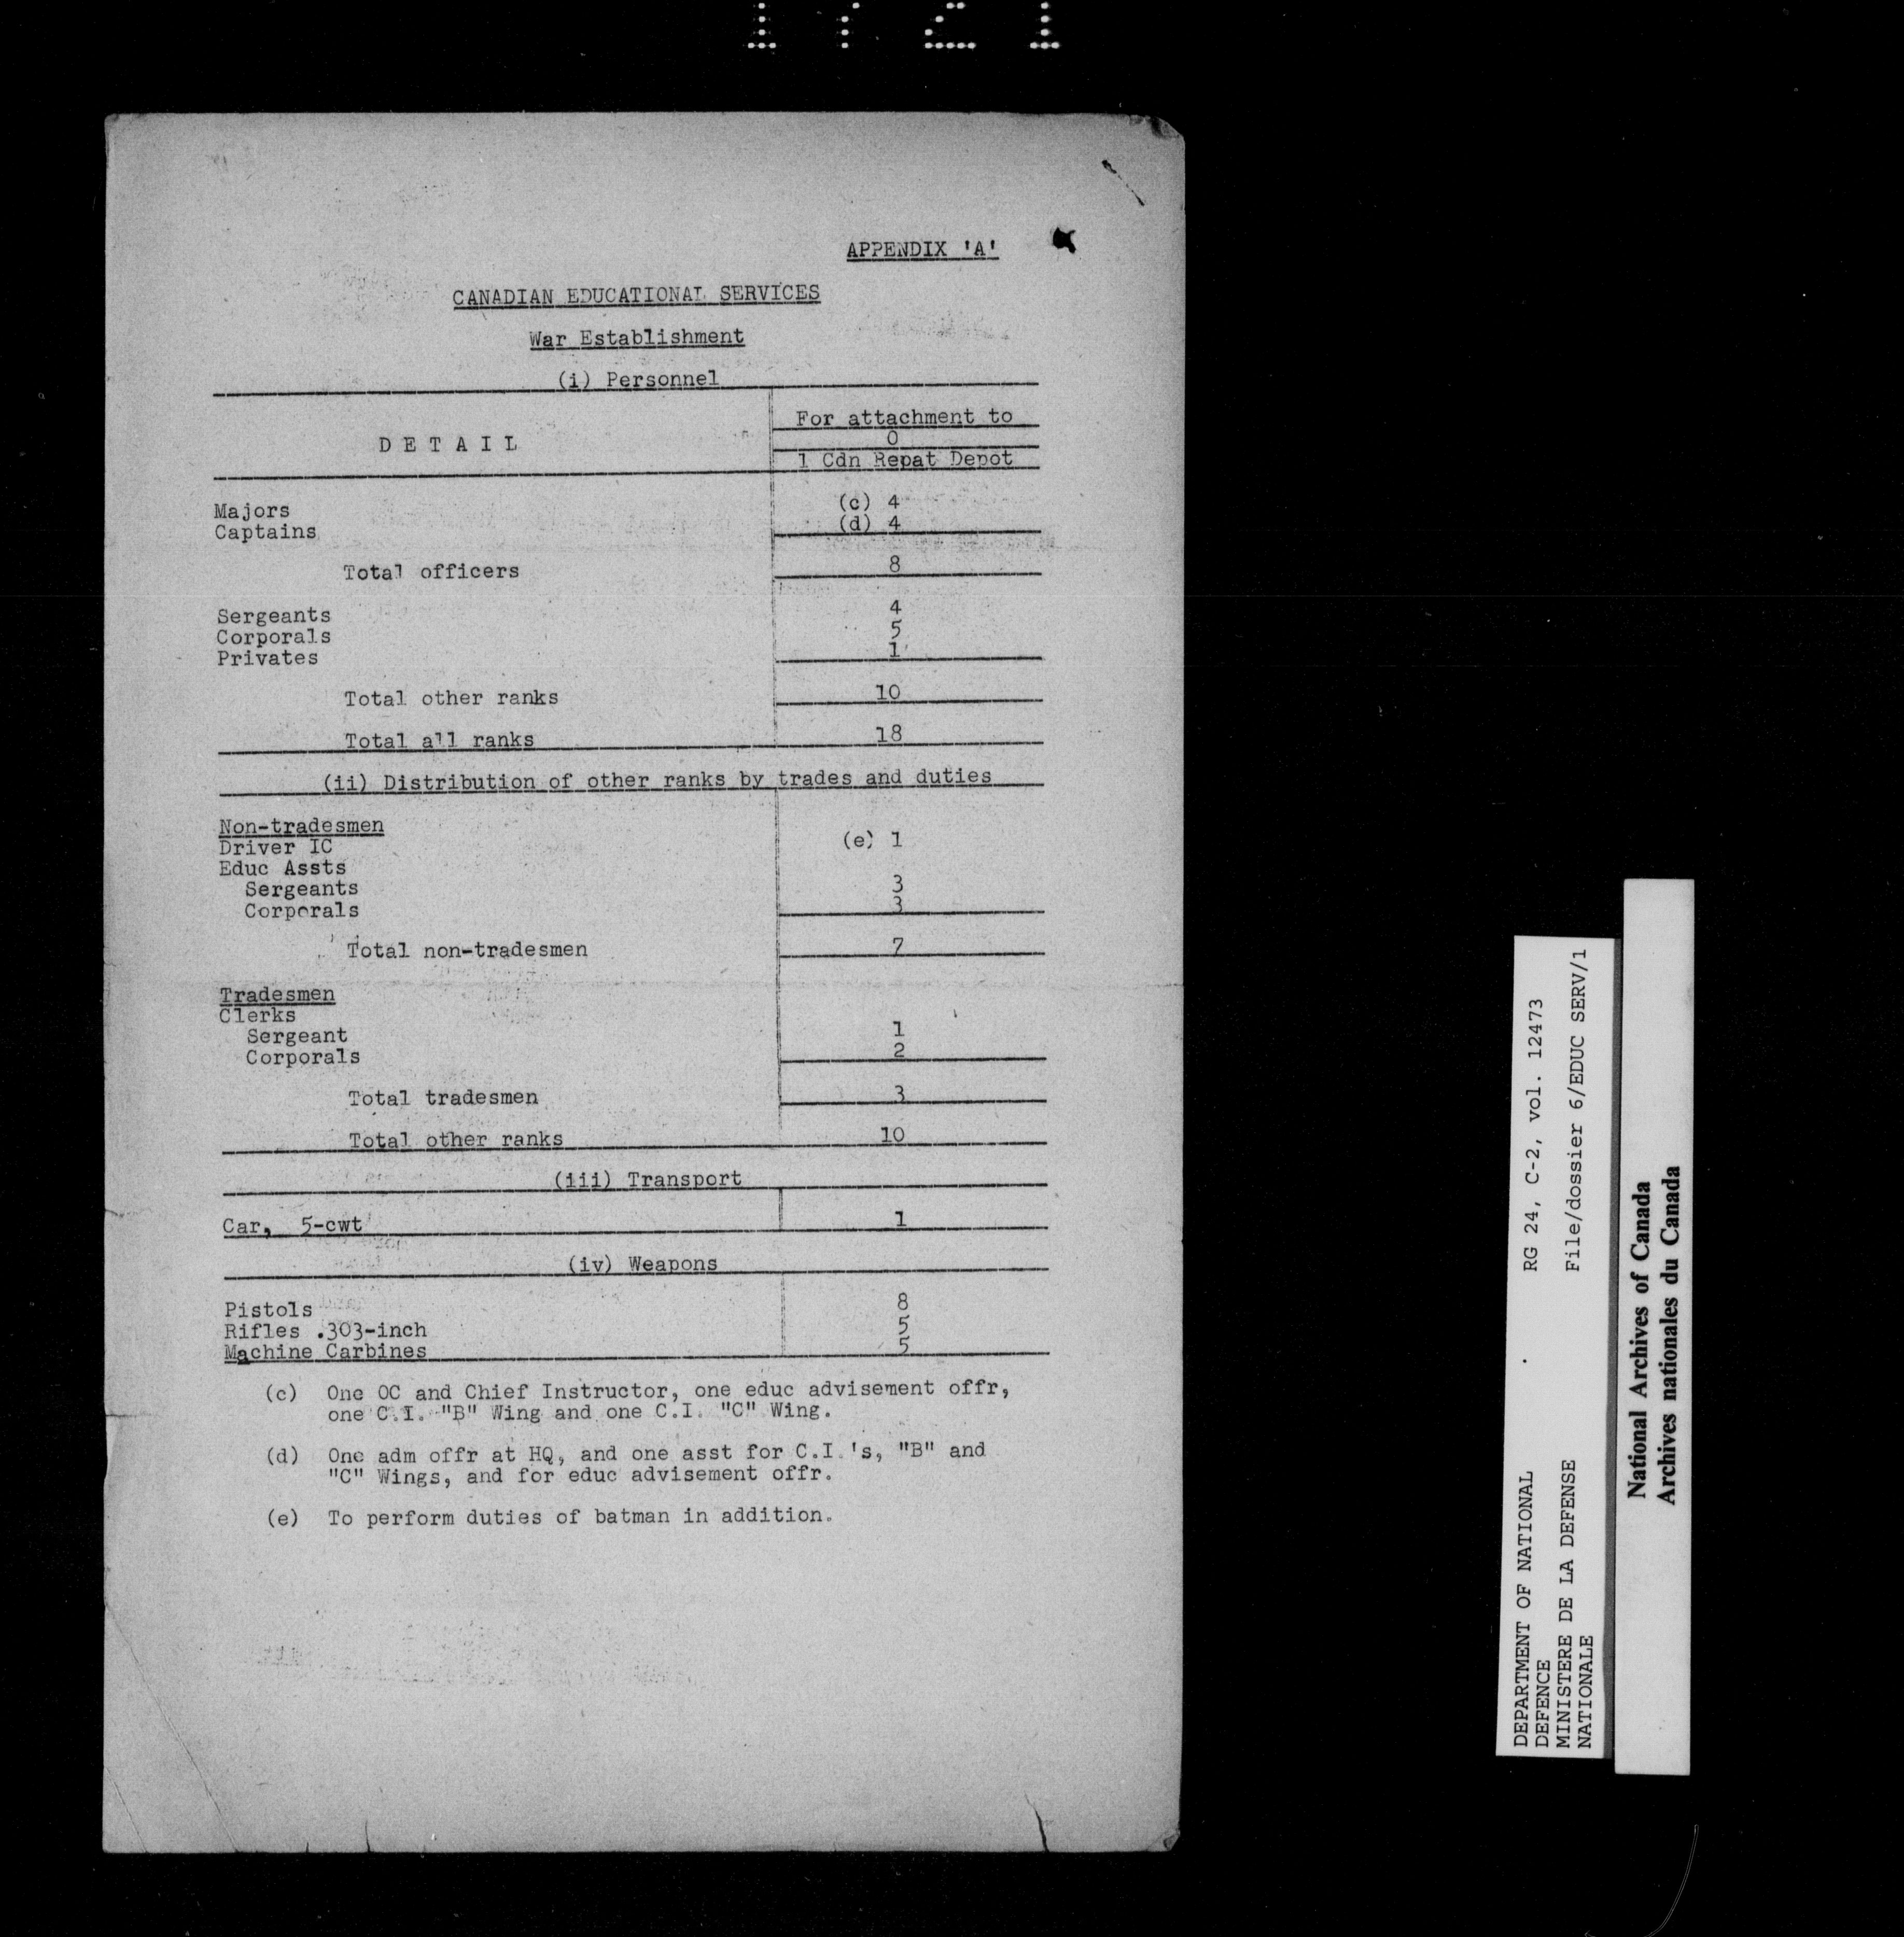 1721
APPENDIX 'A'
CANADIAN EDUCATIONAL SERVICES
War Establishment
(i) Personnel
DETAIL
For attachment to
0
1 Cdn Repat Depot
Majors (c) 4
Captains (d) 4
Total officers 8
Sergeants 4
Corporals 5
Privates 1
Total other ranks 10
Total all ranks 18
(ii) Distribution of other ranks by trades and duties
Non-tradesmen
Driver IC (e) 1
Educ Assts
Sergeants 3
Corporals 3
Total non-tradesmen 7
Tradesmen
Clerks
Sergeant 1
Corporals 2
Total tradesmen 3
Total other ranks 10
(iii) Transport
Car, 5-cwt 1
(iv) Weapons
Pistols 8
Rifles .303-inch 5
Machine Carbines 5
(c) One OC and Chief Instructor, one educ advisement offr,
one C.I. "B" Wing and one C.I. "C" Wing.
(d) One adm offr at HQ, and one asst for C.I.'s, "B" and
"C" Wings, and for educ advisement offr.
(e) To perform duties of batman in addition.
DEPARTMENT OF NATIONAL RG 24, C-2, vol. 12473
DEFENCE
MINISTERE DE LA DEFENSE File/dossier 6/EDUC SERV/1
NATIONALE
National Archives of Canada
Archives nationales du Canada